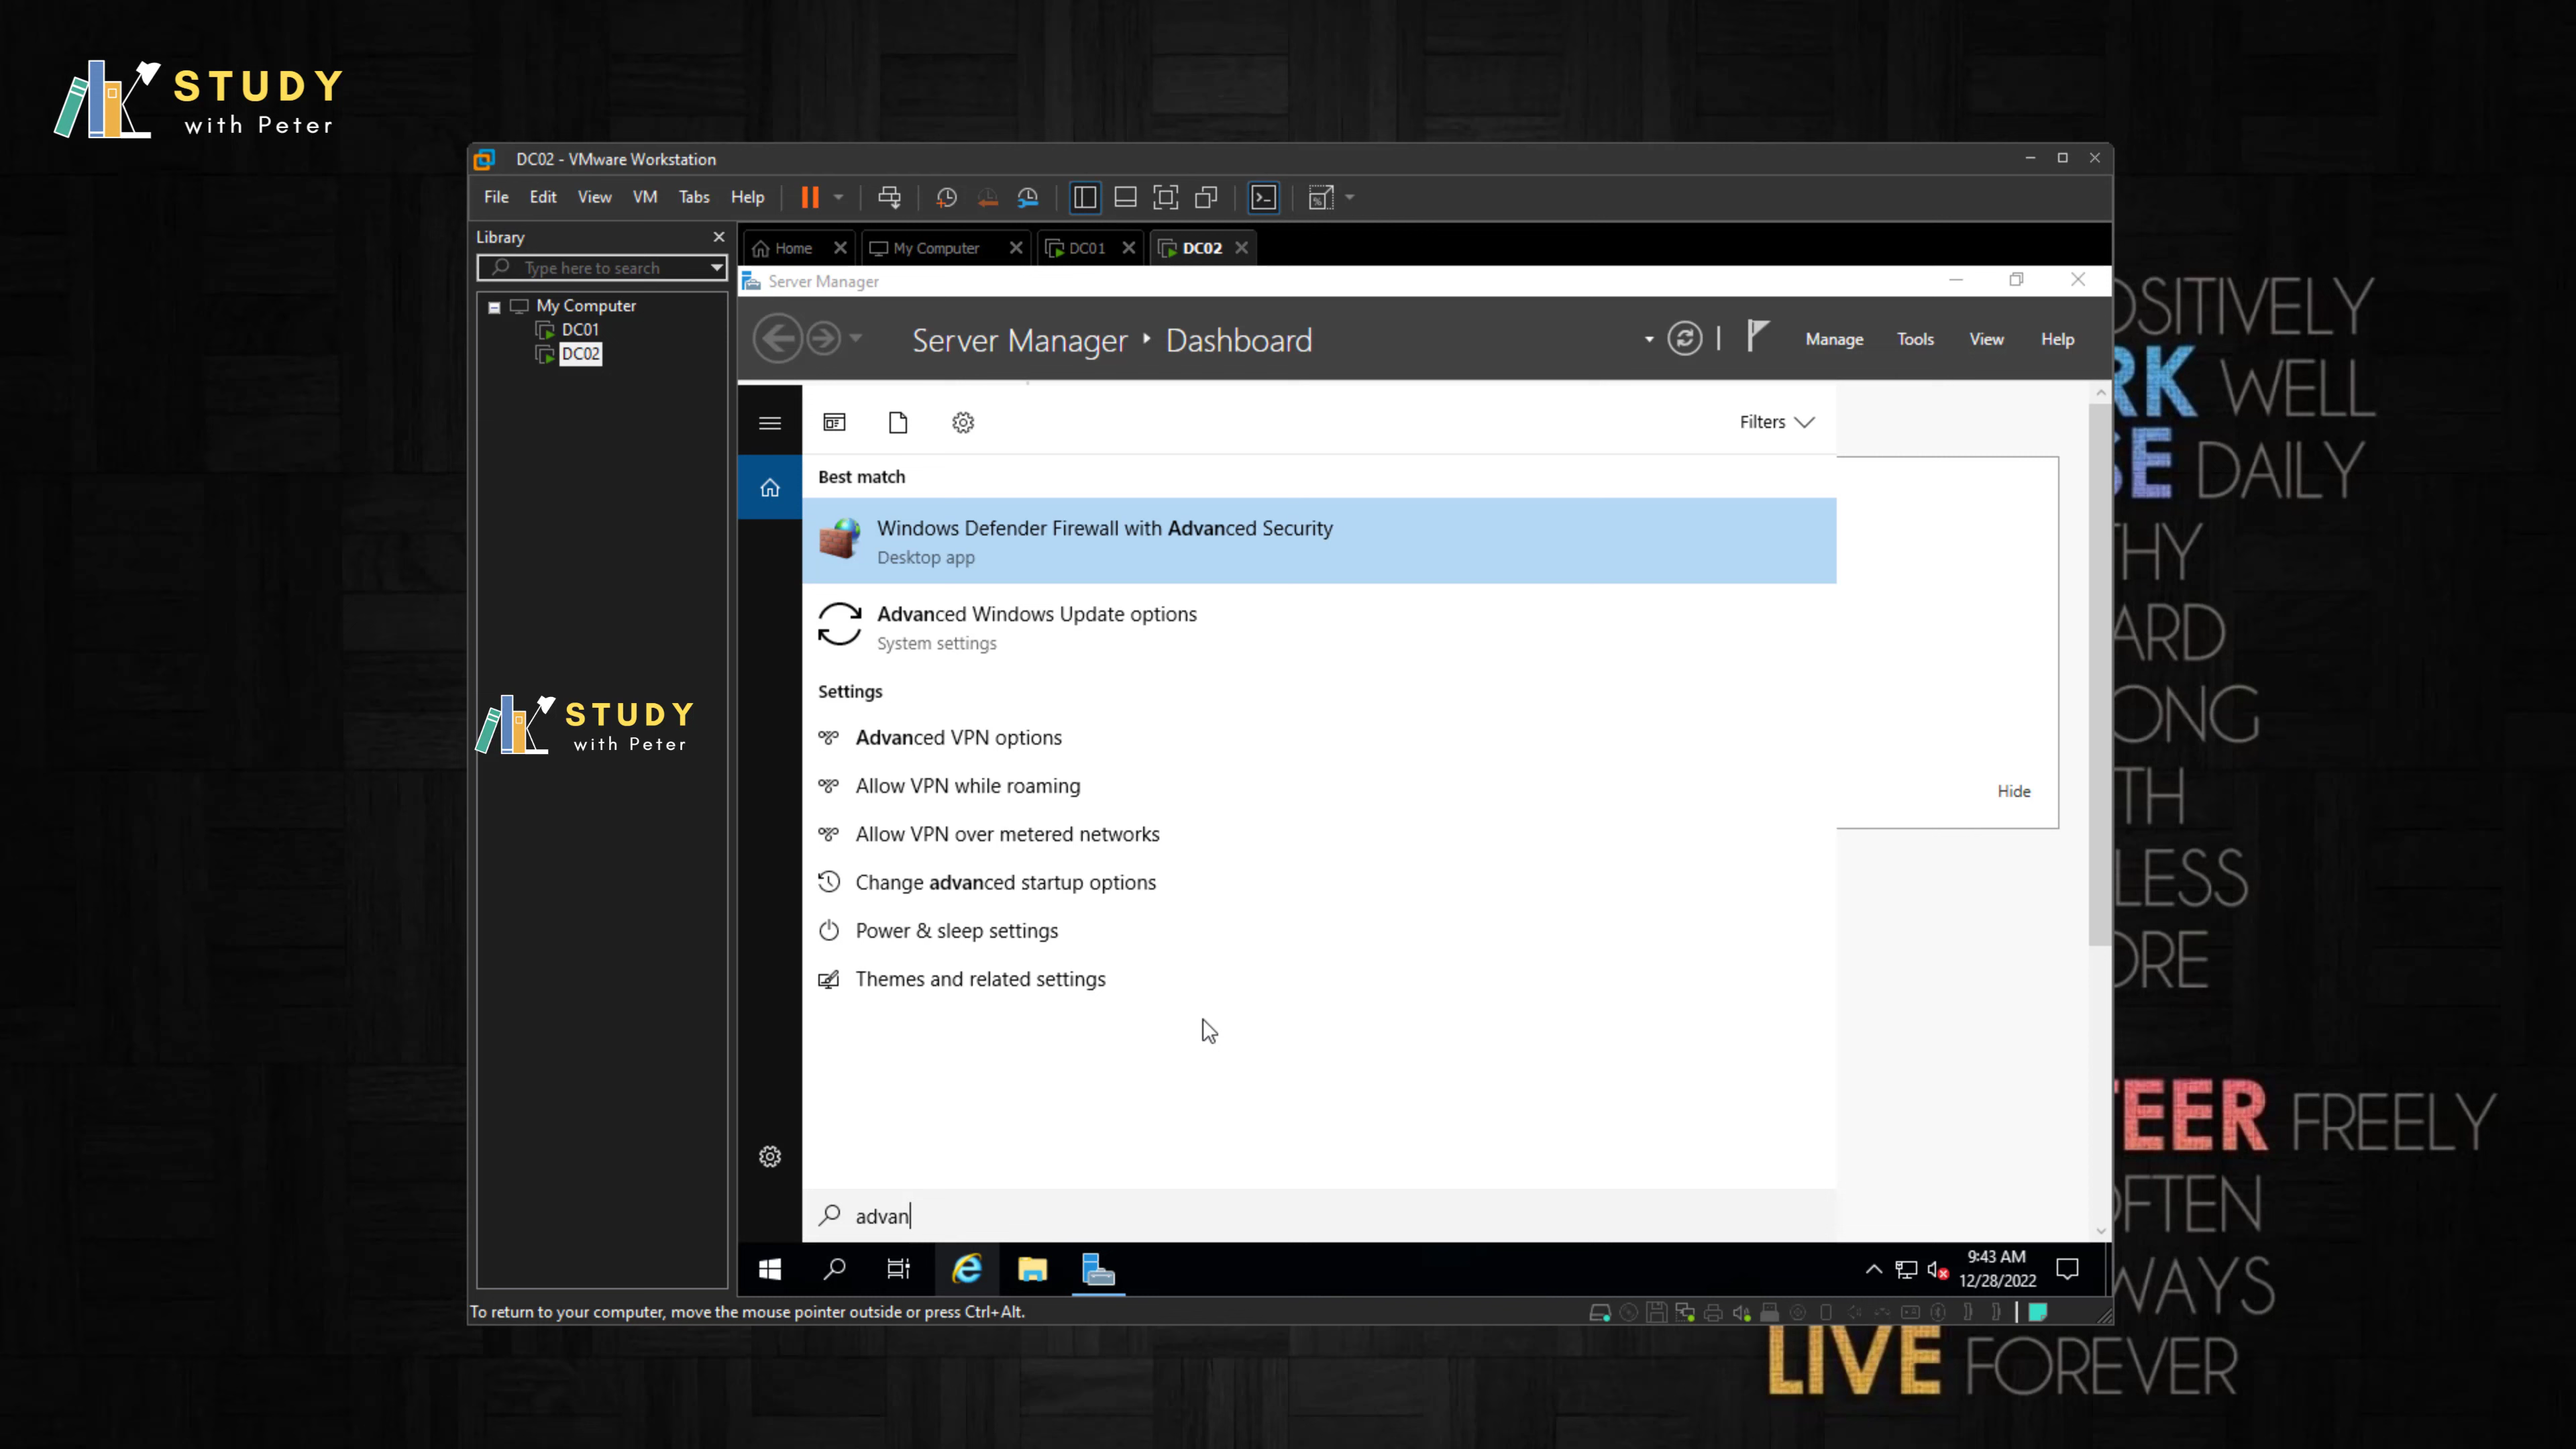 STUDY
with Peter
DC02 - VMware Workstation
File Edit View VM Tabs Help
Library
Type here to search
My Computer
DC01
DC02
STUDY
with Peter
Home
My Computer
DC01
DC02
Server Manager
Server Manager Dashboard
Manage Tools View Help
Filters
Best match
Windows Defender Firewall with Advanced Security
Desktop app
Advanced Windows Update options
System settings
Settings
Advanced VPN options
Allow VPN while roaming
Allow VPN over metered networks
Change advanced startup options
Power & sleep settings
Themes and related settings
Hide
advan
9:43 AM
12/28/2022
To return to your computer, move the mouse pointer outside or press Ctrl+Alt.
WELL
DAILY
FREELY
LIVE FOREVER